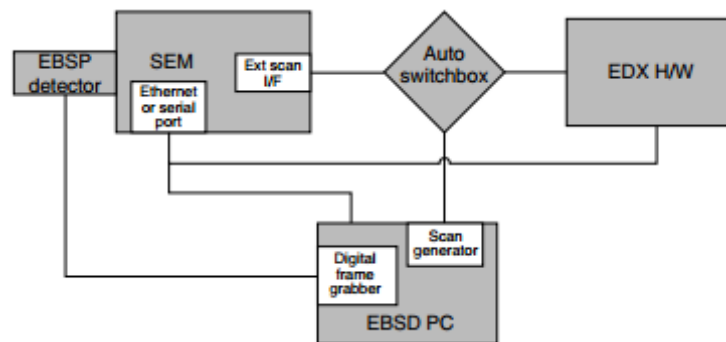 EBSP
detector
SEM
Ext scan
I/F
Ethernet
or serial
port
Auto
switchbox
EDX H/W
Scan
generator
Digital
frame
grabber
EBSD PC